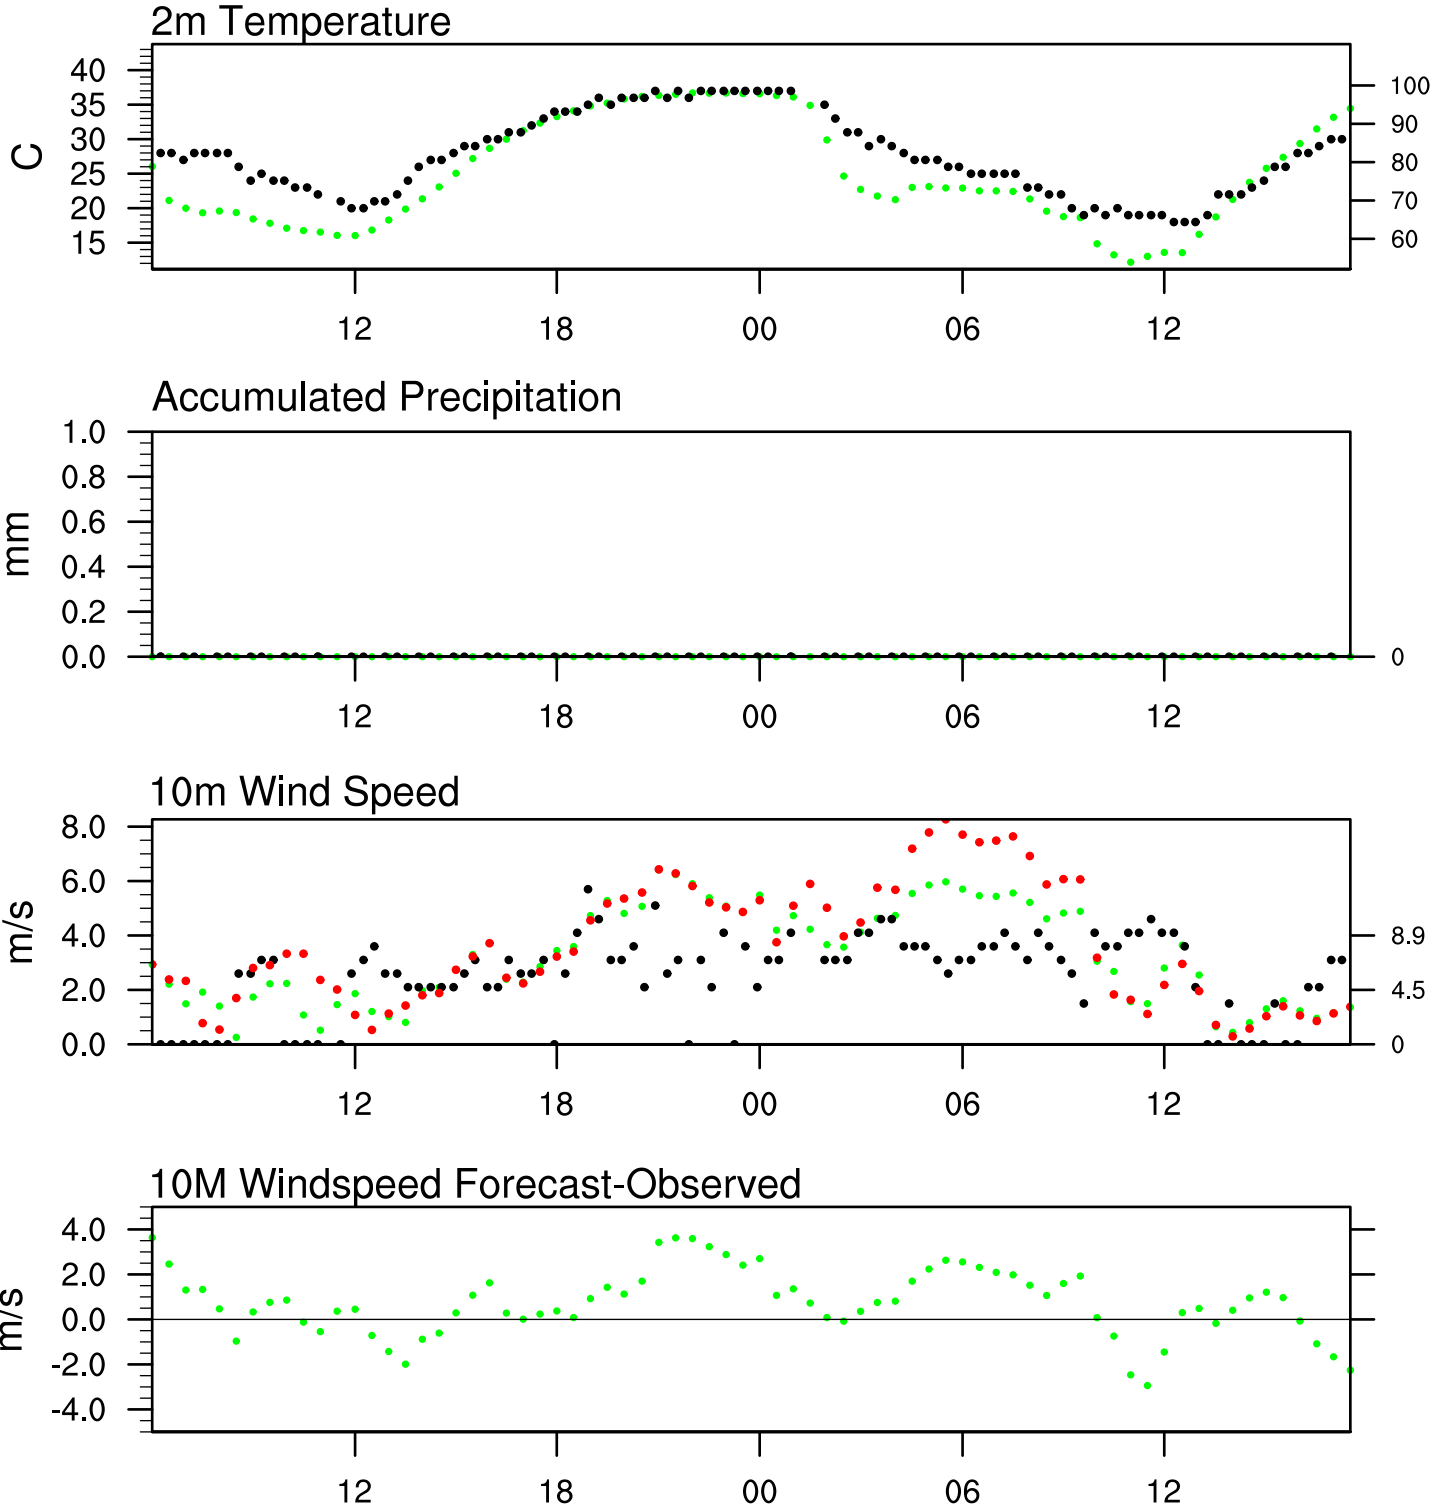 2m Temperature
40
35
30
25
20
15
C
100
90
80
70
60
12 18 00 06 12
Accumulated Precipitation
1.0
0.8
0.6
0.4
0.2
0.0
mm
0
12 18 00 06 12
10m Wind Speed
8.0
6.0
4.0
2.0
0.0
m/s
8.9
4.5
0
12 18 00 06 12
10M Windspeed Forecast-Observed
4.0
2.0
0.0
-2.0
-4.0
m/s
12 18 00 06 12